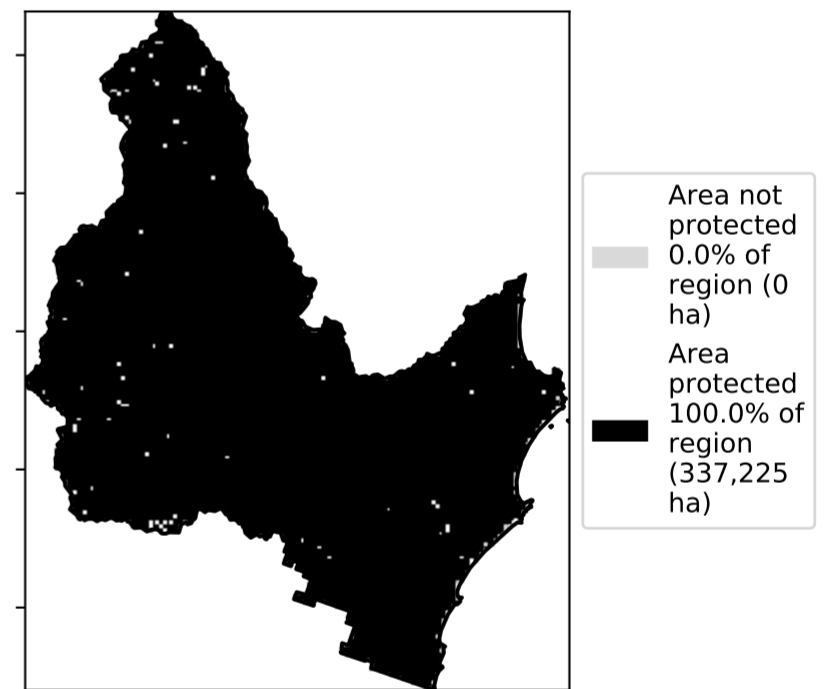 Area not
protected
0.0% of
region (0
ha)
Area
protected
100.0% of
region
(337,225
ha)